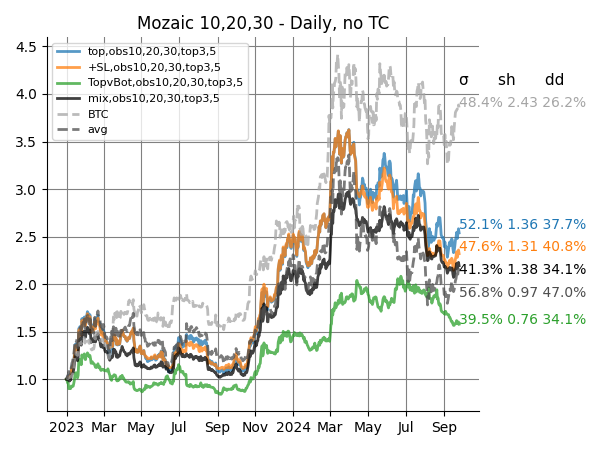 Mozaic 10,20,30 - Daily, no TC
top,obs10,20,30,top3,5
+SL,obs10,20,30,top3,5
TopvBot,obs10,20,30,top3,5
mix,obs10,20,30,top3,5
BTC
avg
σ sh dd
48.4% 2.43 26.2%
52.1% 1.36 37.7%
47.6% 1.31 40.8%
41.3% 1.38 34.1%
56.8% 0.97 47.0%
39.5% 0.76 34.1%
4.5
4.0
3.5
3.0
2.5
2.0
1.5
1.0
2023 Mar May Jul Sep Nov 2024 Mar May Jul Sep